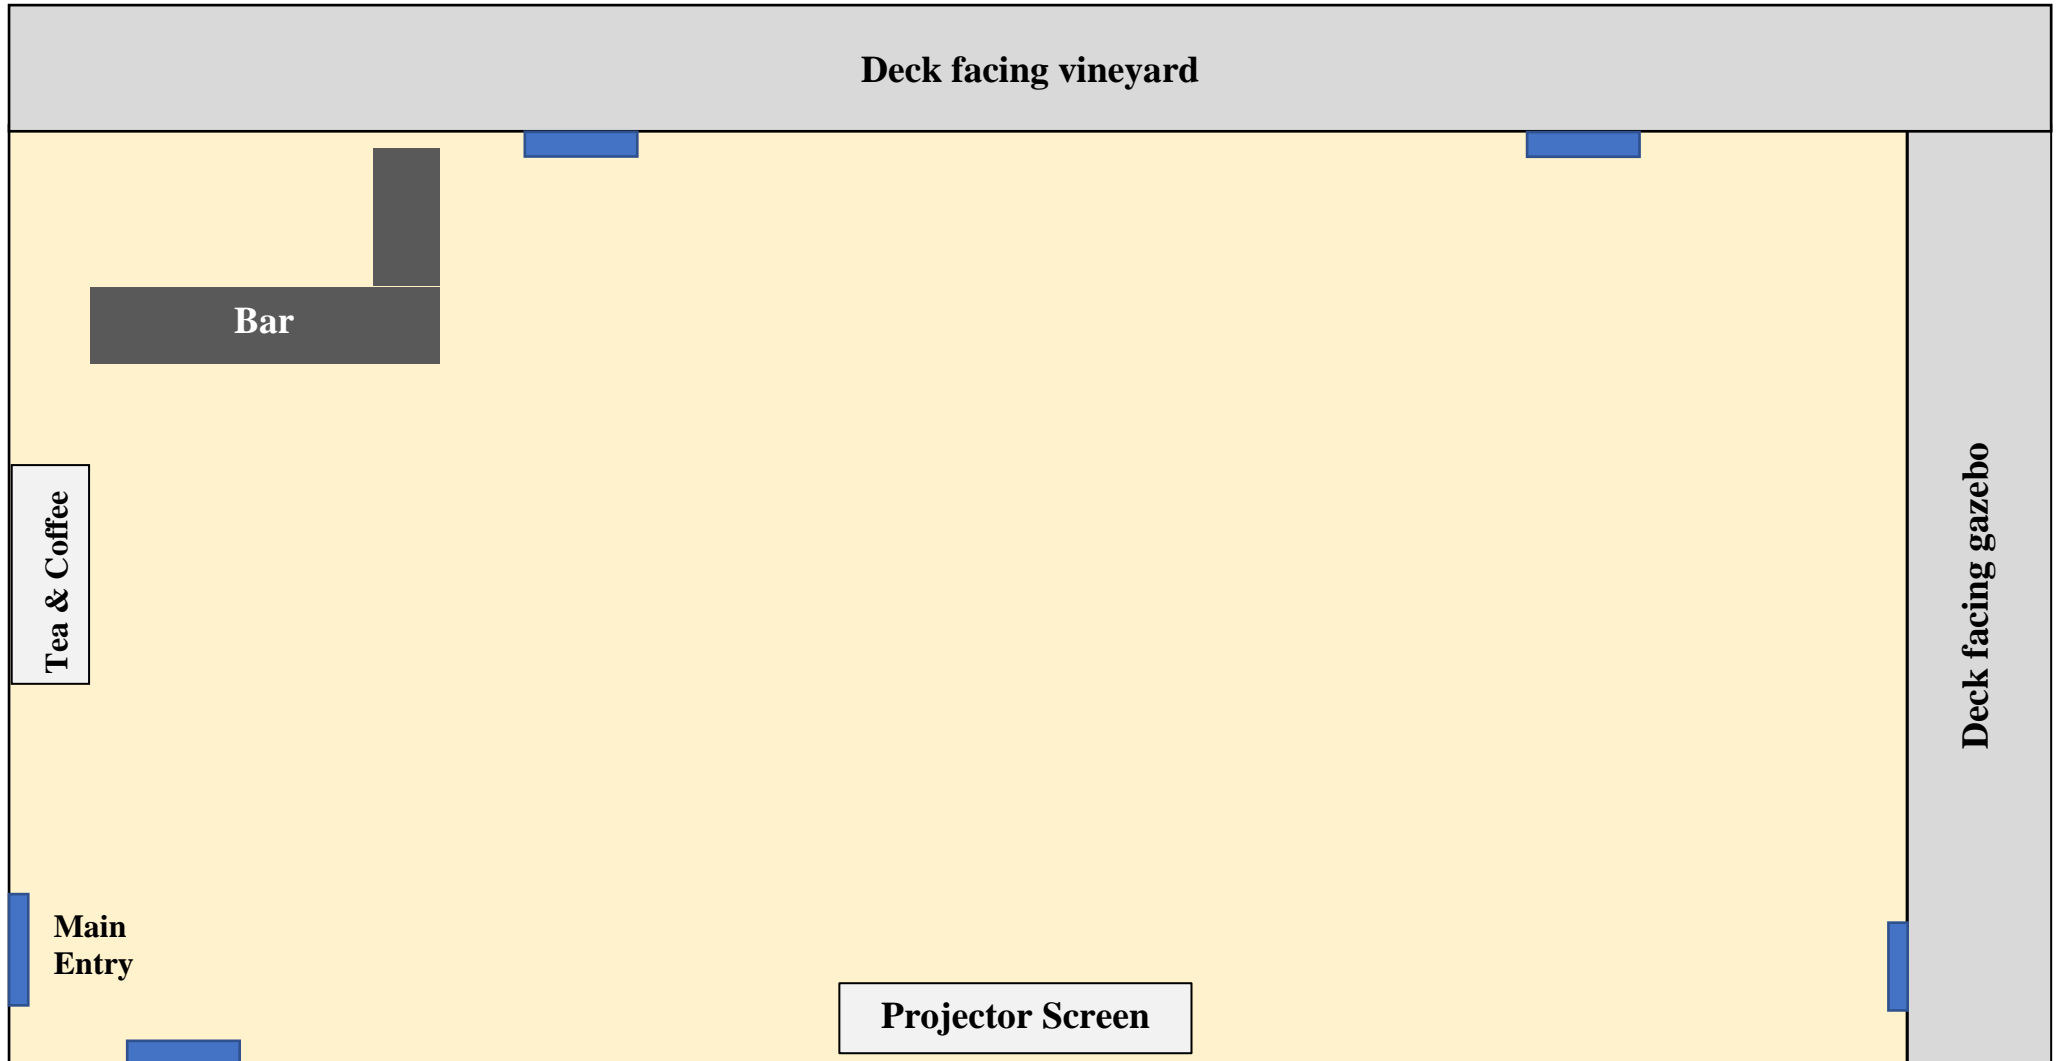 Deck facing vineyard
Bar
Tea & Coffee
Deck facing gazebo
Main
Entry
Projector Screen